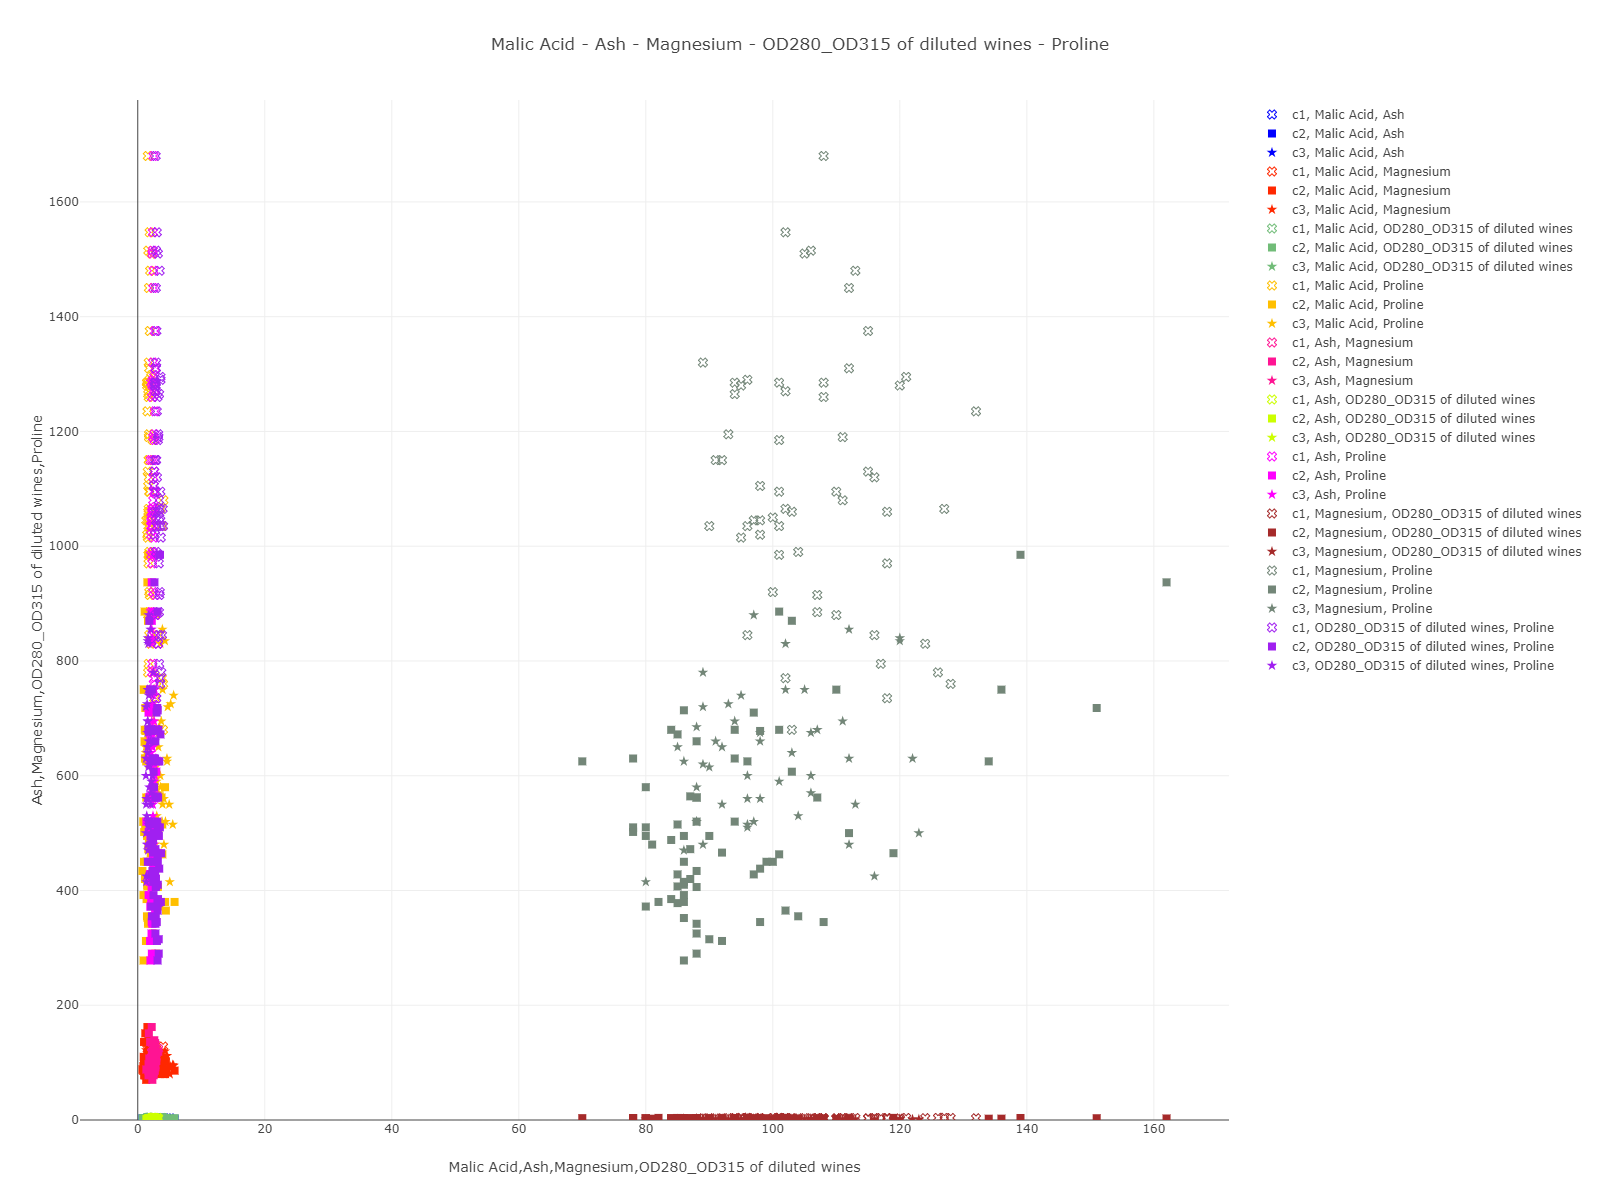 Malic Acid - Ash - Magnesium - OD280_OD315 of diluted wines - Proline
c1, Malic Acid, Ash
c2, Malic Acid, Ash
c3, Malic Acid, Ash
c1, Malic Acid, Magnesium
c2, Malic Acid, Magnesium
c3, Malic Acid, Magnesium
c1, Malic Acid, OD280_OD315 of diluted wines
c2, Malic Acid, OD280_OD315 of diluted wines
c3, Malic Acid, OD280_OD315 of diluted wines
c1, Malic Acid, Proline
c2, Malic Acid, Proline
c3, Malic Acid, Proline
c1, Ash, Magnesium
c2, Ash, Magnesium
c3, Ash, Magnesium
c1, Ash, OD280_OD315 of diluted wines
c2, Ash, OD280_OD315 of diluted wines
c3, Ash, OD280_OD315 of diluted wines
c1, Ash, Proline
c2, Ash, Proline
c3, Ash, Proline
c1, Magnesium, OD280_OD315 of diluted wines
c2, Magnesium, OD280_OD315 of diluted wines
c3, Magnesium, OD280_OD315 of diluted wines
c1, Magnesium, Proline
c2, Magnesium, Proline
c3, Magnesium, Proline
c1, OD280_OD315 of diluted wines, Proline
c2, OD280_OD315 of diluted wines, Proline
c3, OD280_OD315 of diluted wines, Proline
1600
1400
1200
1000
800
600
400
200
0
Ash,Magnesium,OD280_OD315 of diluted wines,Proline
0 20 40 60 80 100 120 140 160
Malic Acid,Ash,Magnesium,OD280_OD315 of diluted wines